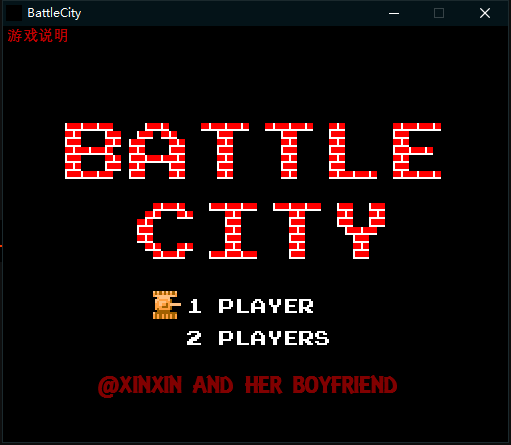 BattleCity
游戏说明
BATTLE
CITY
1 PLAYER
2 PLAYERS
@XINXIN AND HER BOYFRIEND